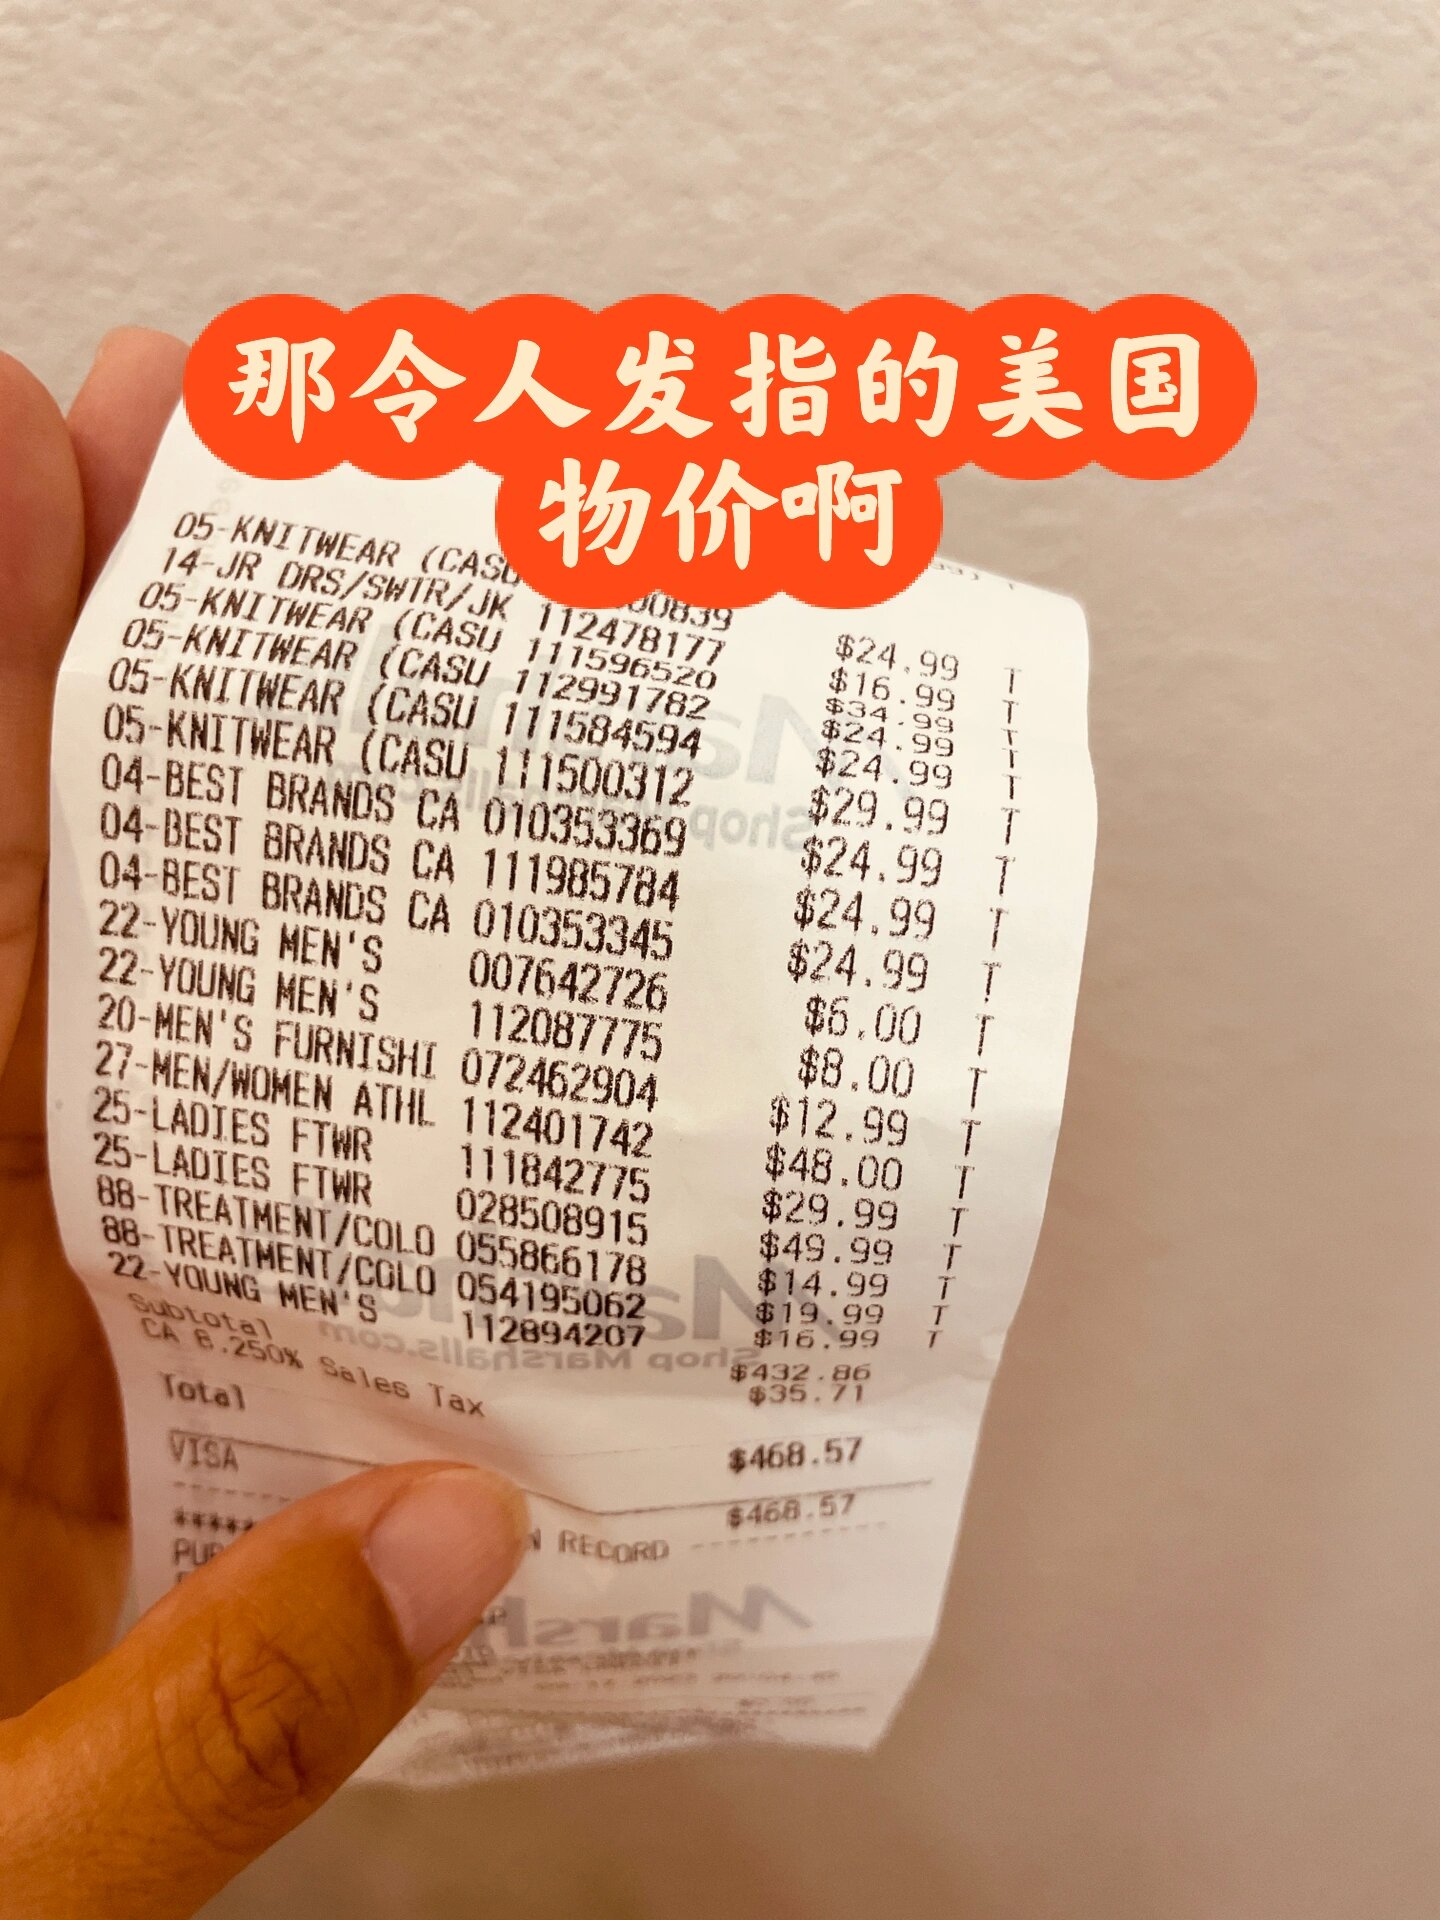 那令人发指的美国
物价啊
05-KNITWEAR (CASU
14-JR DRS/SWTR/JK 112478177 $24.99 T
05-KNITWEAR (CASU 111596520 $16.99 T
05-KNITWEAR (CASU 112991782 $34.99 T
05-KNITWEAR (CASU 111584594 $24.99 T
05-KNITWEAR (CASU 111500312 $24.99 T
04-BEST BRANDS CA 010353369 $29.99 T
04-BEST BRANDS CA 111985784 $24.99 T
04-BEST BRANDS CA 010353345 $24.99 T
22-YOUNG MEN'S 007642726 $24.99 T
22-YOUNG MEN'S 112087775 $6.00 T
20-MEN'S FURNISHI 072462904 $8.00 T
27-MEN/WOMEN ATHL 112401742 $12.99 T
25-LADIES FTWR 111842775 $48.00 T
25-LADIES FTWR 028508915 $29.99 T
88-TREATMENT/COLO 055866178 $49.99 T
88-TREATMENT/COLO 054195062 $14.99 T
22-YOUNG MEN'S 112894207 $19.99 T
$16.99 T
Subtotal $432.86
CA 8.250% Sales Tax $35.71
Total $468.57
VISA $468.57
RECORD